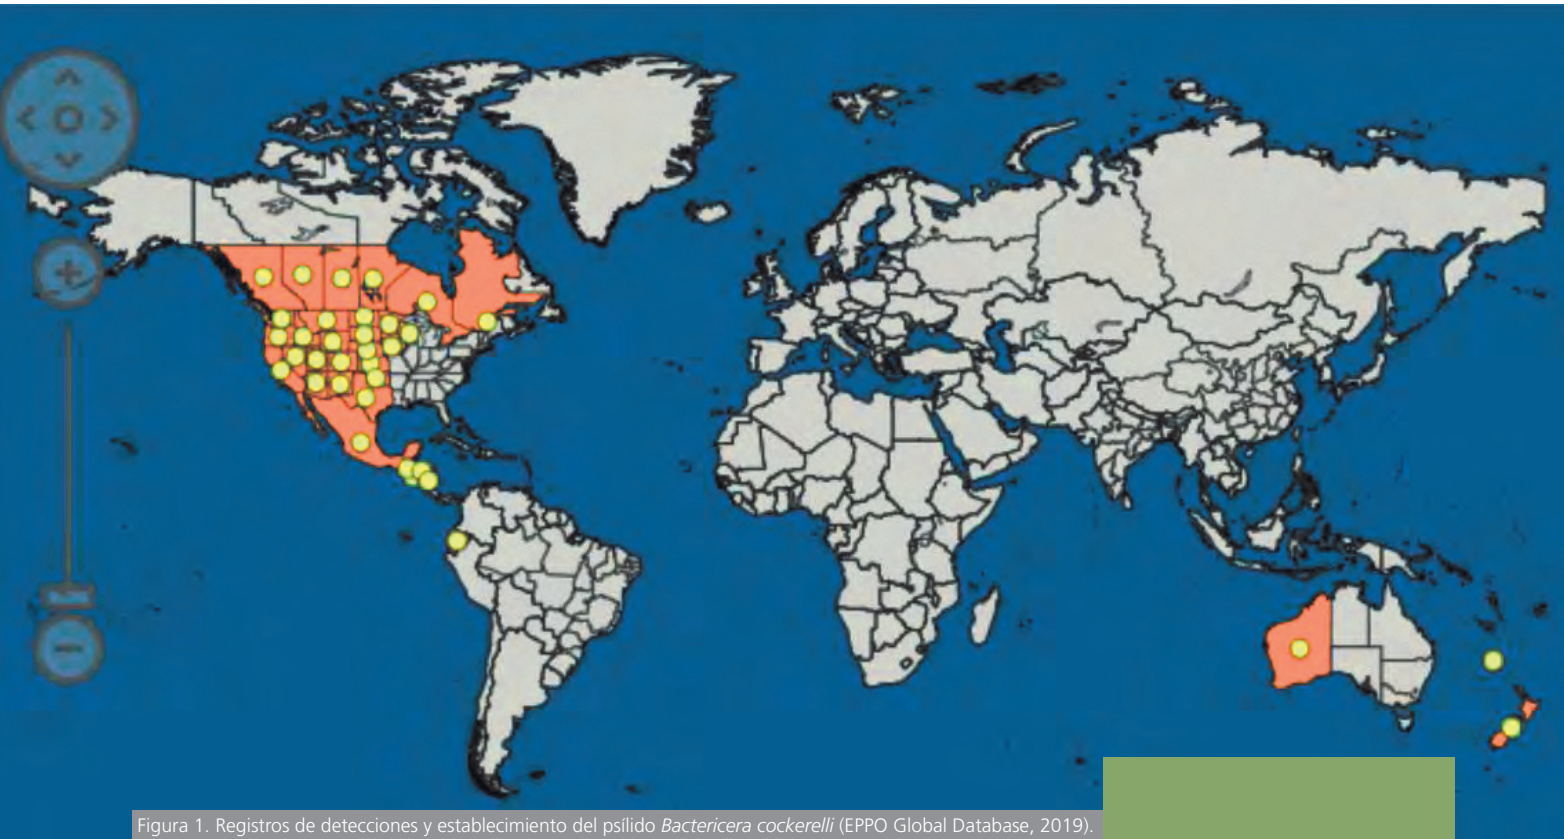 Figura 1. Registros de detecciones y establecimiento del psílido Bactericera cockerelli (EPPO Global Database, 2019).